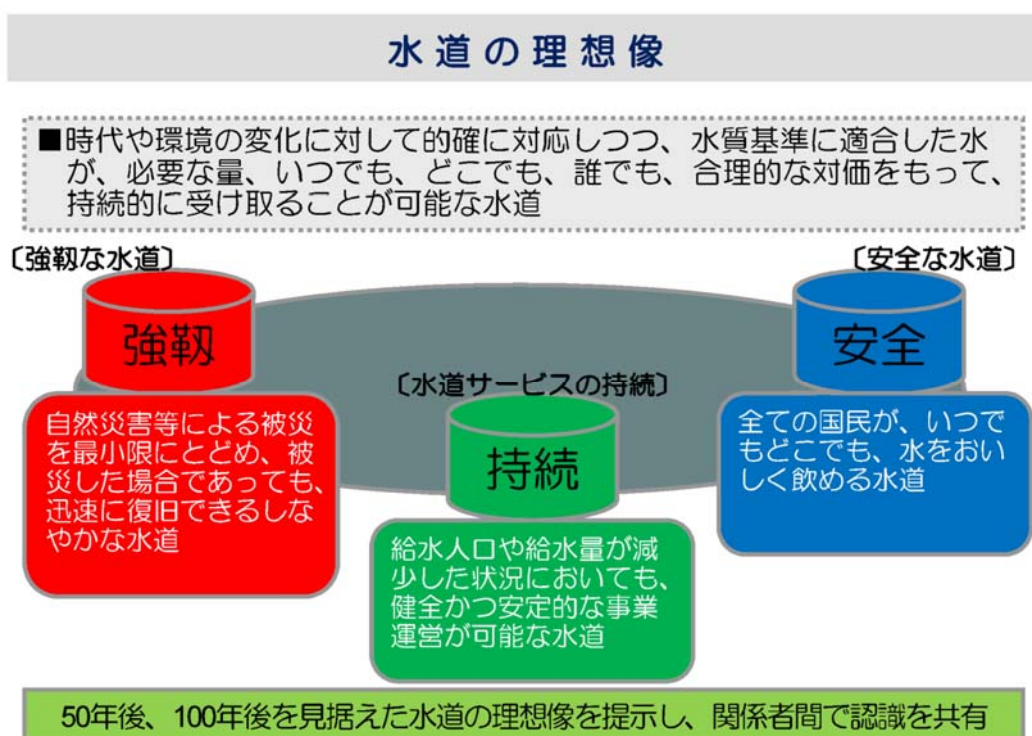 水道の理想像
■時代や環境の変化に対して的確に対応しつつ、水質基準に適合した水
が、必要な量、いつでも、どこでも、誰でも、合理的な対価をもって、
持続的に受け取ることが可能な水道
〔強靱な水道〕
強靱
自然災害等による被災
を最小限にとどめ、被
災した場合であっても、
迅速に復旧できるしな
やかな水道
〔水道サービスの持続〕
持続
給水人口や給水量が減
少した状況においても、
健全かつ安定的な事業
運営が可能な水道
〔安全な水道〕
安全
全ての国民が、いつで
もどこでも、水をおい
しく飲める水道
50年後、100年後を見据えた水道の理想像を提示し、関係者間で認識を共有